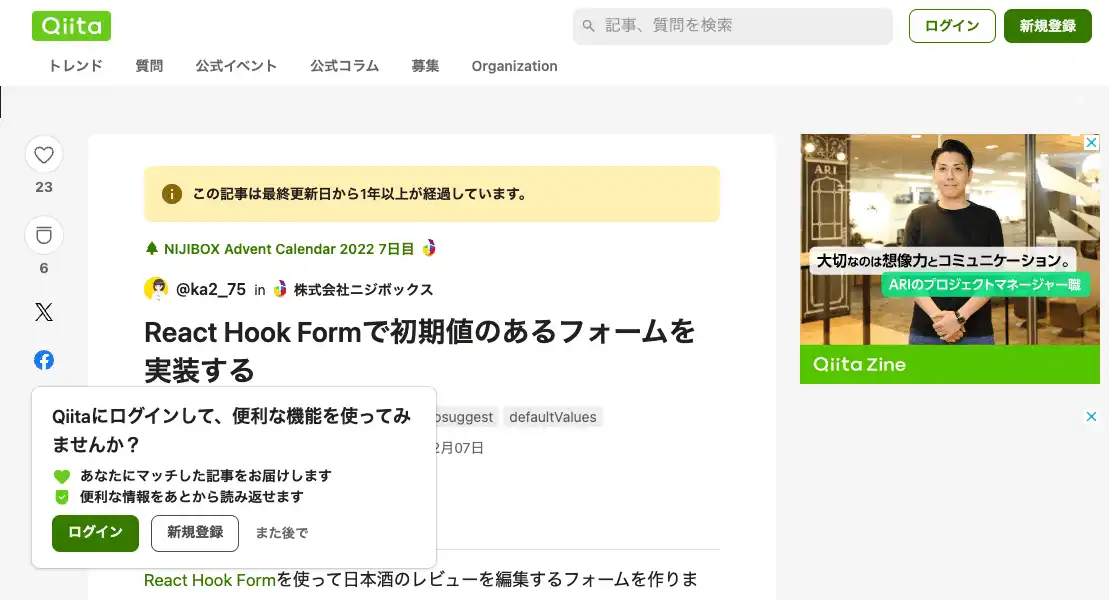 Qiita
記事、質問を検索
ログイン
新規登録
トレンド
質問
公式イベント
公式コラム
募集
Organization
23
6
この記事は最終更新日から1年以上が経過しています。
NIJIBOX Advent Calendar 2022 7日目
@ka2_75 in 株式会社ニジボックス
React Hook Formで初期値のあるフォームを
実装する
suggest
defaultValues
月07日
Qiitaにログインして、便利な機能を使ってみ
ませんか？
あなたにマッチした記事をお届けします
便利な情報をあとから読み返せます
ログイン
新規登録
また後で
React Hook Formを使って日本酒のレビューを編集するフォームを作りま
ARI
大切なのは想像力とコミュニケーション。
ARIのプロジェクトマネージャー職
Qiita Zine